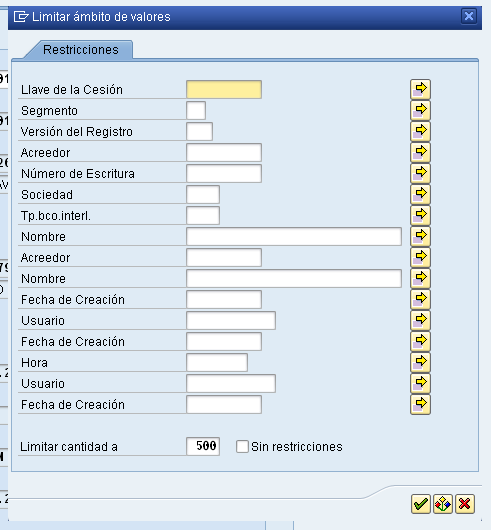 Limitar ámbito de valores
Restricciones
Llave de la Cesión
Segmento
Versión del Registro
Acreedor
Número de Escritura
Sociedad
Tp.bco.interl.
Nombre
Acreedor
Nombre
Fecha de Creación
Usuario
Fecha de Creación
Hora
Usuario
Fecha de Creación
Limitar cantidad a 500 Sin restricciones